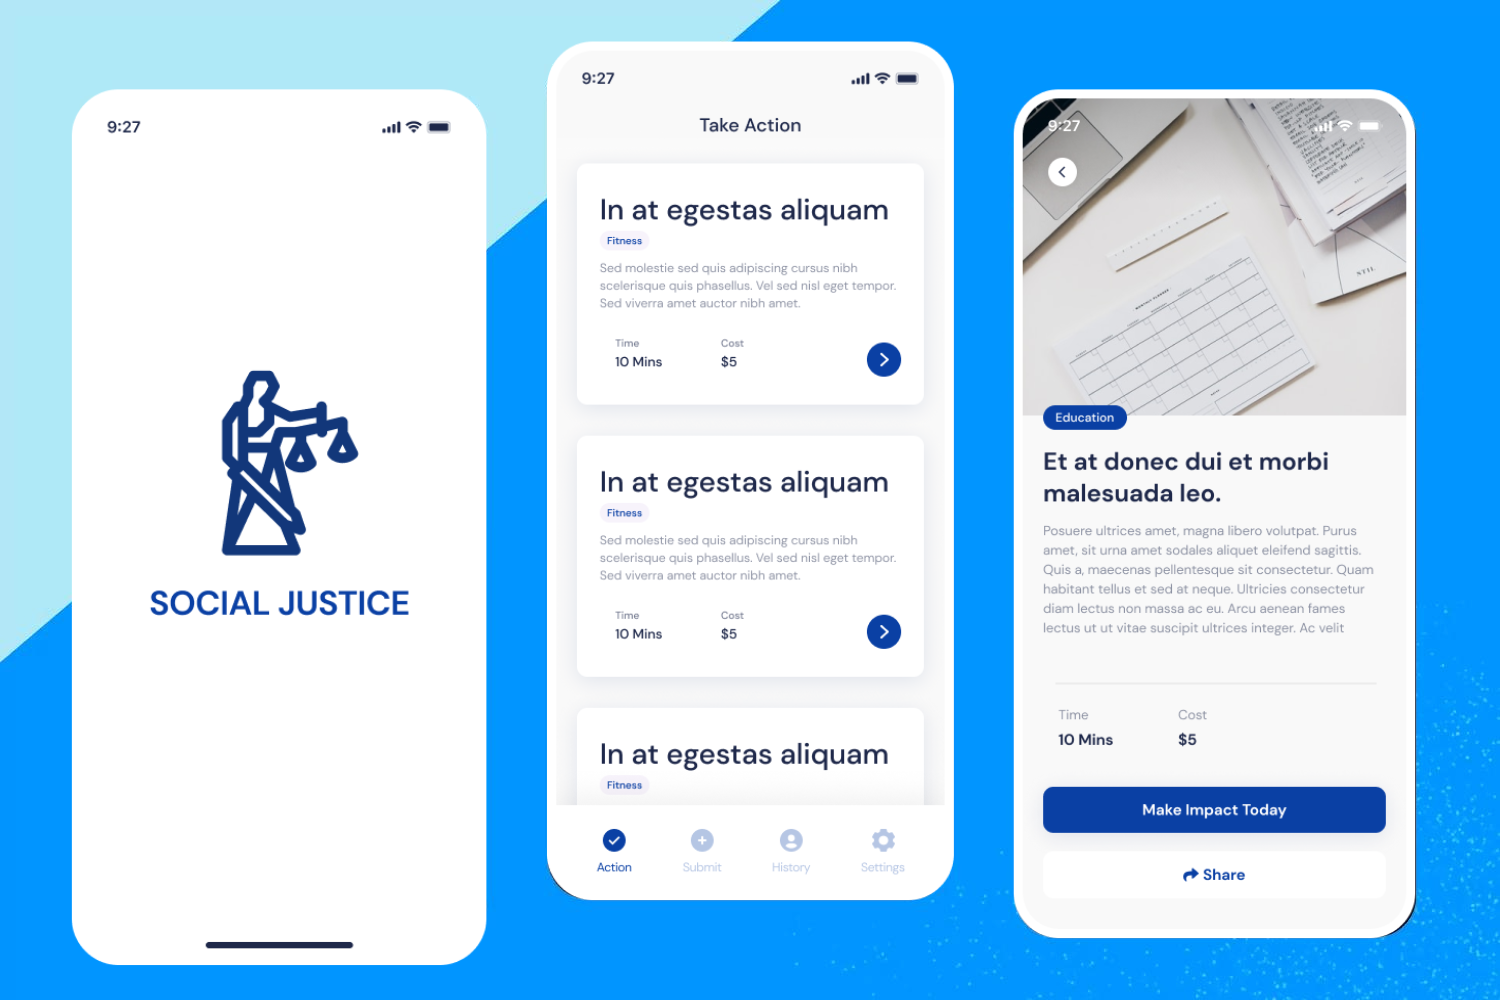 9:27
SOCIAL JUSTICE
9:27
Take Action
In at egestas aliquam
Fitness
Sed molestie sed quis adipiscing cursus nibh
scelerisque quis phasellus. Vel sed nisl eget tempor.
Sed viverra amet auctor nibh amet.
Time Cost
10 Mins $5
In at egestas aliquam
Fitness
Sed molestie sed quis adipiscing cursus nibh
scelerisque quis phasellus. Vel sed nisl eget tempor.
Sed viverra amet auctor nibh amet.
Time Cost
10 Mins $5
In at egestas aliquam
Fitness
Action Submit History Settings
9:27
MONTHLY PLANNER
STIL
Education
Et at donec dui et morbi
malesuada leo.
Posuere ultrices amet, magna libero volutpat. Purus
amet, sit urna amet sodales aliquet eleifend sagittis.
Quis a, maecenas pellentesque sit consectetur. Quam
habitant tellus et sed at neque. Ultricies consectetur
diam lectus non massa ac eu. Arcu aenean fames
lectus ut ut vitae suscipit ultrices integer. Ac velit
Time Cost
10 Mins $5
Make Impact Today
Share